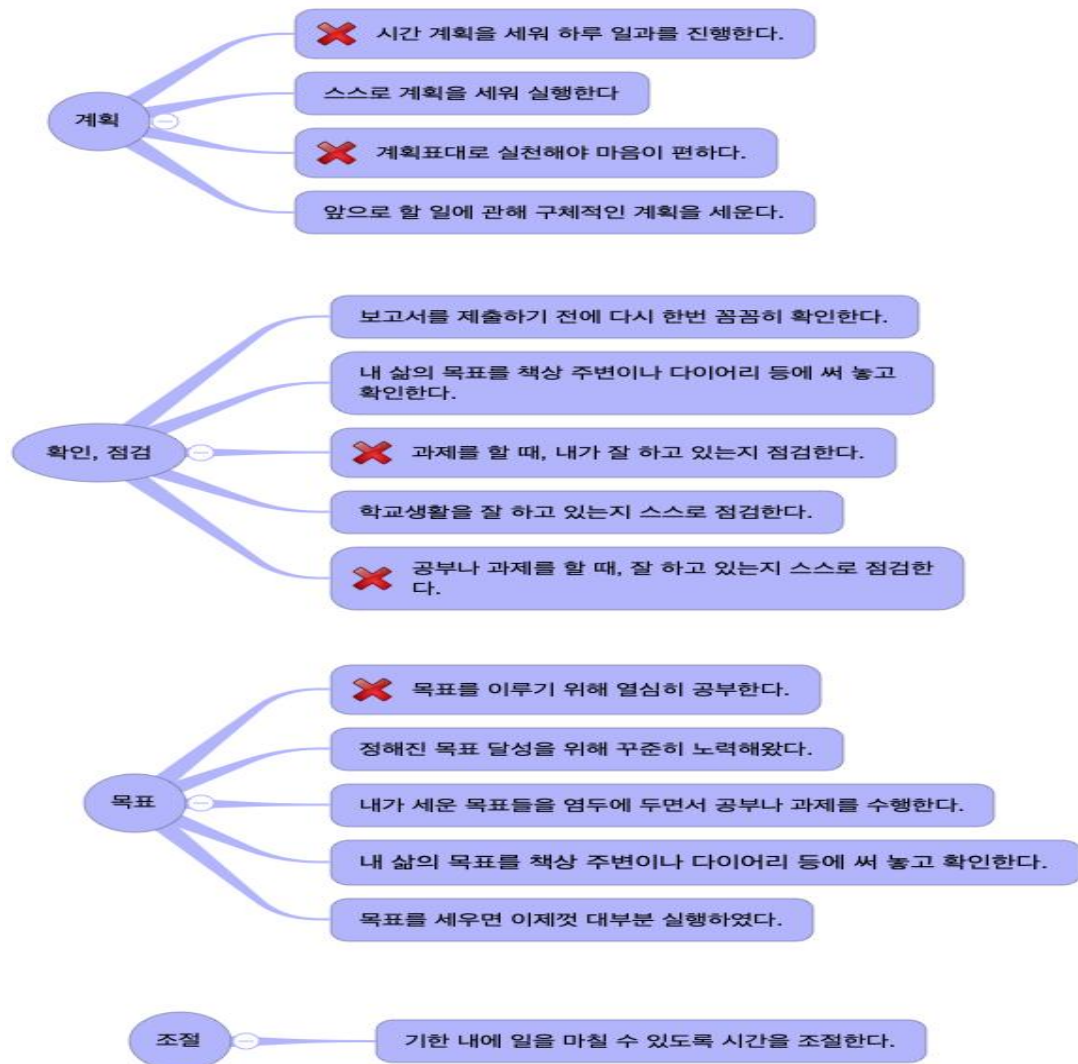 계획
시간 계획을 세워 하루 일과를 진행한다.
스스로 계획을 세워 실행한다
계획표대로 실천해야 마음이 편하다.
앞으로 할 일에 관해 구체적인 계획을 세운다.
확인, 점검
보고서를 제출하기 전에 다시 한번 꼼꼼히 확인한다.
내 삶의 목표를 책상 주변이나 다이어리 등에 써 놓고
확인한다.
과제를 할 때, 내가 잘 하고 있는지 점검한다.
학교생활을 잘 하고 있는지 스스로 점검한다.
공부나 과제를 할 때, 잘 하고 있는지 스스로 점검한
다.
목표
목표를 이루기 위해 열심히 공부한다.
정해진 목표 달성을 위해 꾸준히 노력해왔다.
내가 세운 목표들을 염두에 두면서 공부나 과제를 수행한다.
내 삶의 목표를 책상 주변이나 다이어리 등에 써 놓고 확인한다.
목표를 세우면 이제껏 대부분 실행하였다.
조절
기한 내에 일을 마칠 수 있도록 시간을 조절한다.